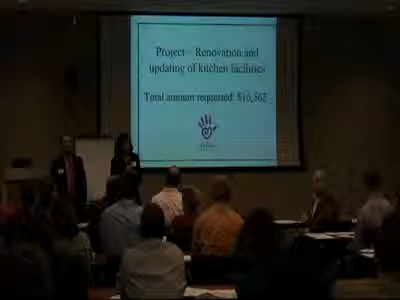 Project – Renovation and
updating of kitchen facilities
Total amount requested: $16,562